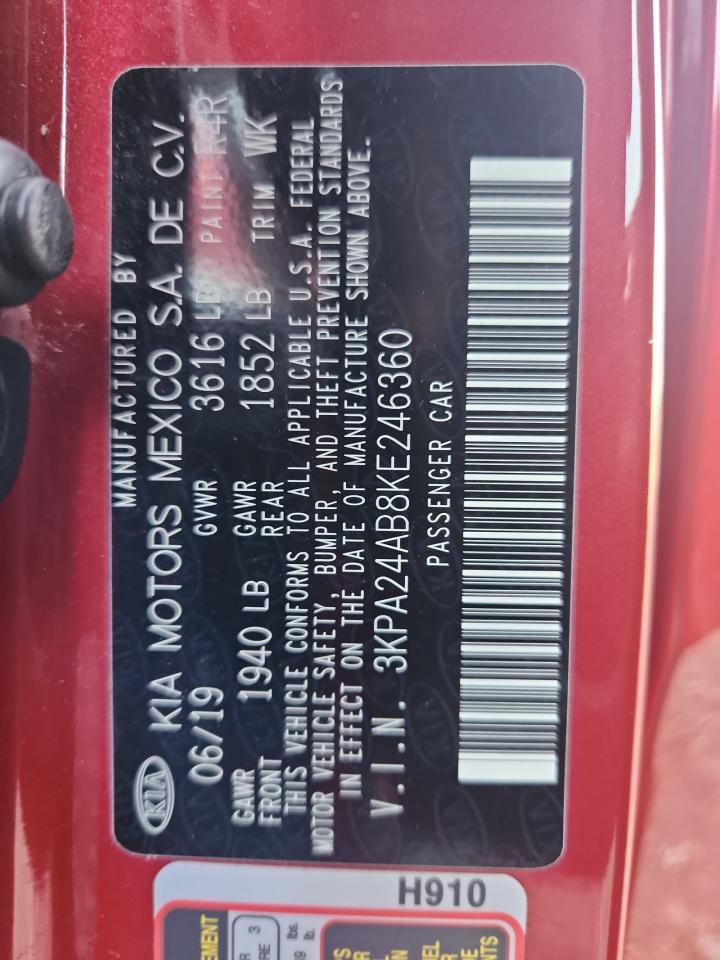 MANUFACTURED BY
KIA KIA MOTORS MEXICO S.A. DE C.V.
06/19 GVWR 3616 LB PAINT R4R
GAWR FRONT 1940 LB GAWR REAR 1852 LB TRIM WK
THIS VEHICLE CONFORMS TO ALL APPLICABLE U.S.A. FEDERAL
MOTOR VEHICLE SAFETY, BUMPER, AND THEFT PREVENTION STANDARDS
IN EFFECT ON THE DATE OF MANUFACTURE SHOWN ABOVE.
V.I.N. 3KPA24AB8KE246360
PASSENGER CAR
H910